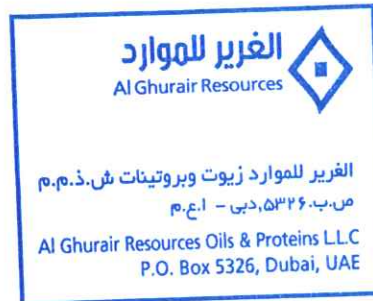 الغرير للموارد
Al Ghurair Resources
الغرير للموارد زيوت وبروتينات ش.ذ.م.م
ص.ب.۵۳۲۶,دبي - ا.ع.م
Al Ghurair Resources Oils & Proteins L.L.C
P.O. Box 5326, Dubai, UAE